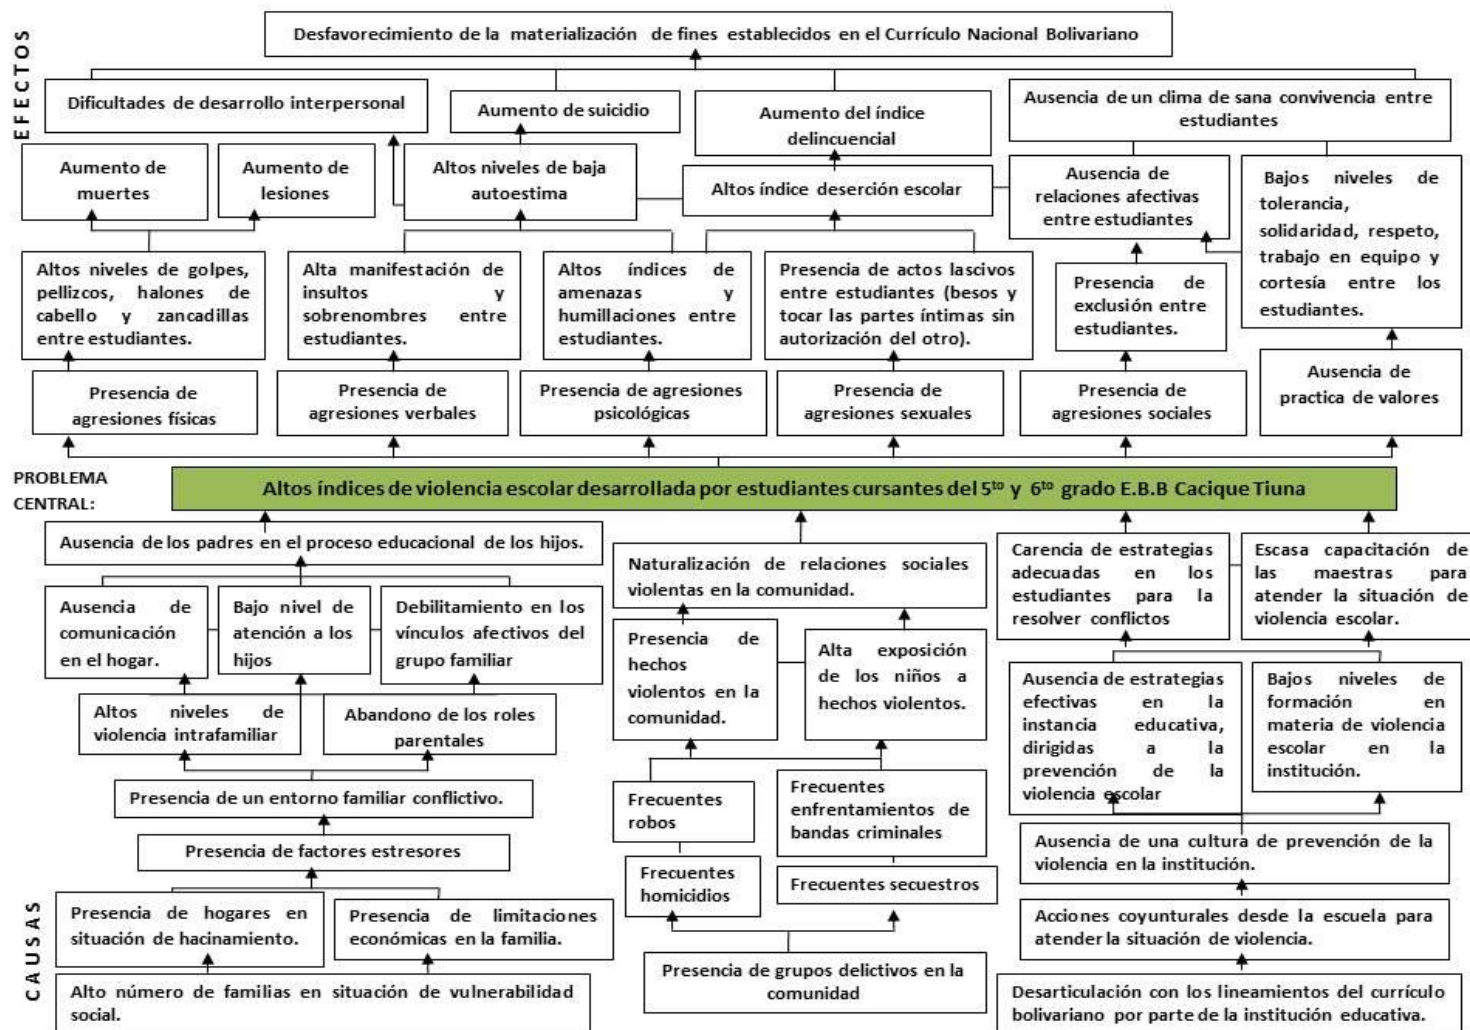 EFECTOS
Desfavorecimiento de la materialización de fines establecidos en el Currículo Nacional Bolivariano
Dificultades de desarrollo interpersonal
Aumento de suicidio
Aumento del índice
delincuencial
Ausencia de un clima de sana convivencia entre
estudiantes
Aumento de
muertes
Aumento de
lesiones
Altos niveles de baja
autoestima
Altos índice deserción escolar
Ausencia de
relaciones afectivas
entre estudiantes
Bajos niveles de
tolerancia,
solidaridad, respeto,
trabajo en equipo y
cortesía entre los
estudiantes.
Altos niveles de golpes,
pellizcos, halones de
cabello y zancadillas
entre estudiantes.
Alta manifestación de
insultos y
sobrenombres entre
estudiantes.
Altos índices de
amenazas y
humillaciones entre
estudiantes.
Presencia de actos lascivos
entre estudiantes (besos y
tocar las partes íntimas sin
autorización del otro).
Presencia de
exclusión entre
estudiantes.
Presencia de
agresiones físicas
Presencia de
agresiones verbales
Presencia de agresiones
psicológicas
Presencia de
agresiones sexuales
Presencia de
agresiones sociales
Ausencia de
practica de valores
PROBLEMA
CENTRAL:
Altos índices de violencia escolar desarrollada por estudiantes cursantes del 5to y 6to grado E.B.B Cacique Tiuna
CAUSAS
Ausencia de los padres en el proceso educacional de los hijos.
Naturalización de relaciones sociales
violentas en la comunidad.
Carencia de estrategias
adecuadas en los
estudiantes para la
resolver conflictos
Escasa capacitación de
las maestras para
atender la situación de
violencia escolar.
Ausencia de
comunicación
en el hogar.
Bajo nivel de
atención a los
hijos
Debilitamiento en los
vínculos afectivos del
grupo familiar
Presencia de
hechos
violentos en la
comunidad.
Alta exposición
de los niños a
hechos violentos.
Altos niveles de
violencia intrafamiliar
Abandono de los roles
parentales
Ausencia de estrategias
efectivas en la
instancia educativa,
dirigidas a la
prevención de la
violencia escolar
Bajos niveles de
formación en
materia de violencia
escolar en la
institución.
Presencia de un entorno familiar conflictivo.
Frecuentes
robos
Frecuentes
enfrentamientos de
bandas criminales
Presencia de factores estresores
Ausencia de una cultura de prevención de la
violencia en la institución.
Frecuentes
homicidios
Frecuentes secuestros
Presencia de hogares en
situación de hacinamiento.
Presencia de limitaciones
económicas en la familia.
Acciones coyunturales desde la escuela para
atender la situación de violencia.
Presencia de grupos delictivos en la
comunidad
Alto número de familias en situación de vulnerabilidad
social.
Desarticulación con los lineamientos del currículo
bolivariano por parte de la institución educativa.